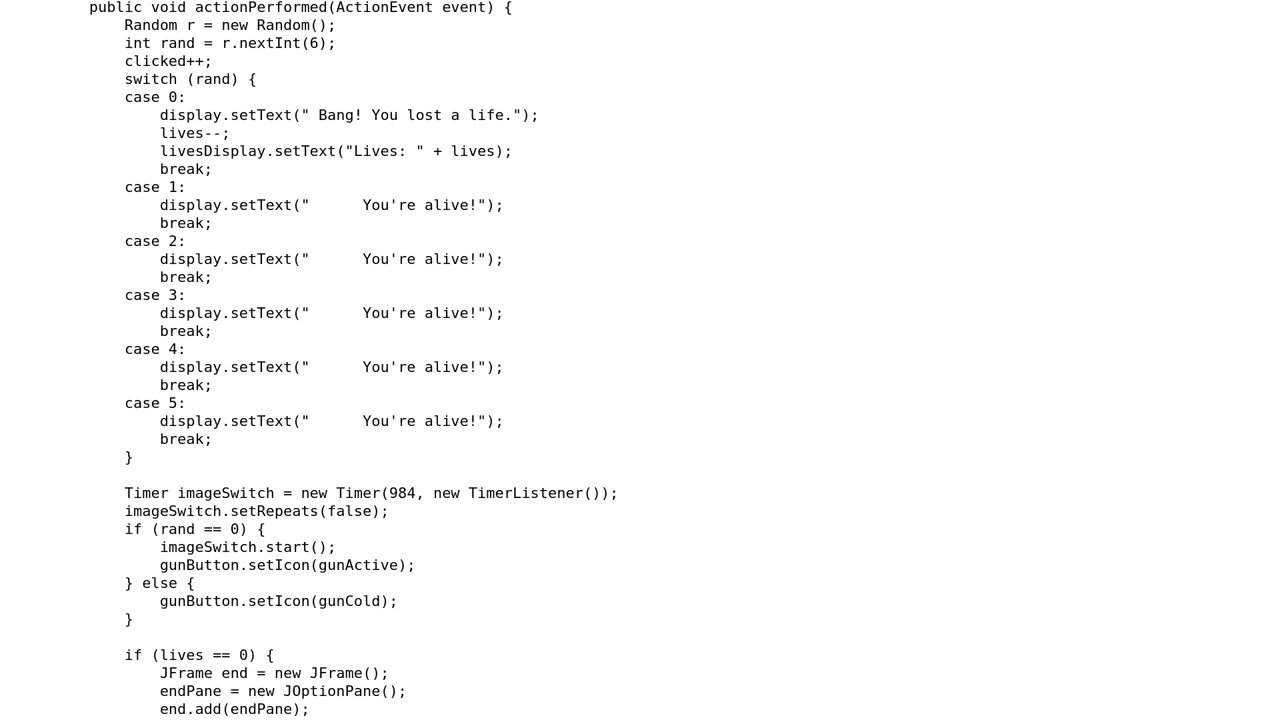 public void actionPerformed(ActionEvent event) {
    Random r = new Random();
    int rand = r.nextInt(6);
    clicked++;
    switch (rand) {
    case 0:
        display.setText(" Bang! You lost a life.");
        lives--;
        livesDisplay.setText("Lives: " + lives);
        break;
    case 1:
        display.setText("      You're alive!");
        break;
    case 2:
        display.setText("      You're alive!");
        break;
    case 3:
        display.setText("      You're alive!");
        break;
    case 4:
        display.setText("      You're alive!");
        break;
    case 5:
        display.setText("      You're alive!");
        break;
    }

    Timer imageSwitch = new Timer(984, new TimerListener());
    imageSwitch.setRepeats(false);
    if (rand == 0) {
        imageSwitch.start();
        gunButton.setIcon(gunActive);
    } else {
        gunButton.setIcon(gunCold);
    }

    if (lives == 0) {
        JFrame end = new JFrame();
        endPane = new JOptionPane();
        end.add(endPane);